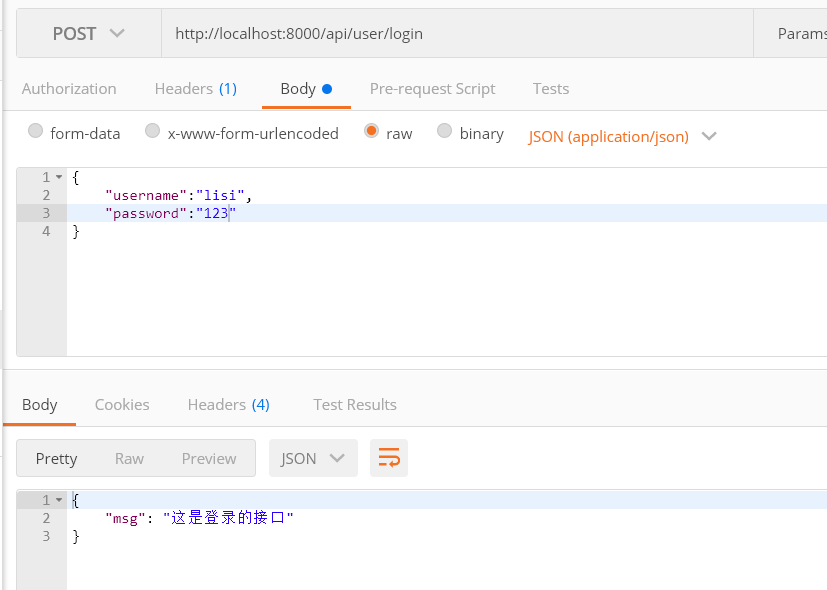 POST http://localhost:8000/api/user/login Params
Authorization Headers (1) Body Pre-request Script Tests
form-data x-www-form-urlencoded raw binary JSON (application/json)
1 {
2 "username":"lisi",
3 "password":"123"
4 }
Body Cookies Headers (4) Test Results
Pretty Raw Preview JSON
1 {
2 "msg": "这是登录的接口"
3 }